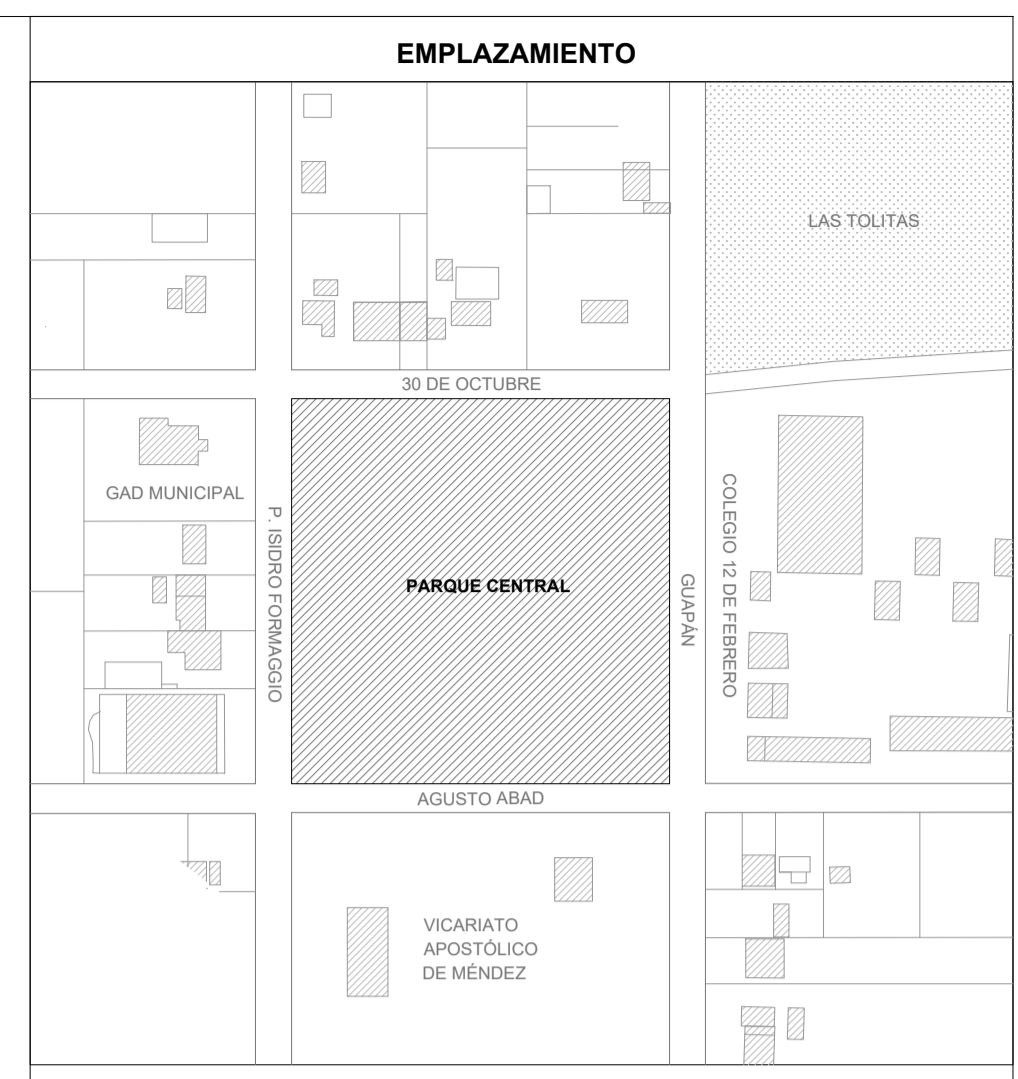 EMPLAZAMIENTO
LAS TOLITAS
30 DE OCTUBRE
GAD MUNICIPAL
P. ISIDRO FORMAGGIO
PARQUE CENTRAL
GUAPÁN
COLEGIO 12 DE FEBRERO
AGUSTO ABAD
VICARIATO
APOSTÓLICO
DE MÉNDEZ